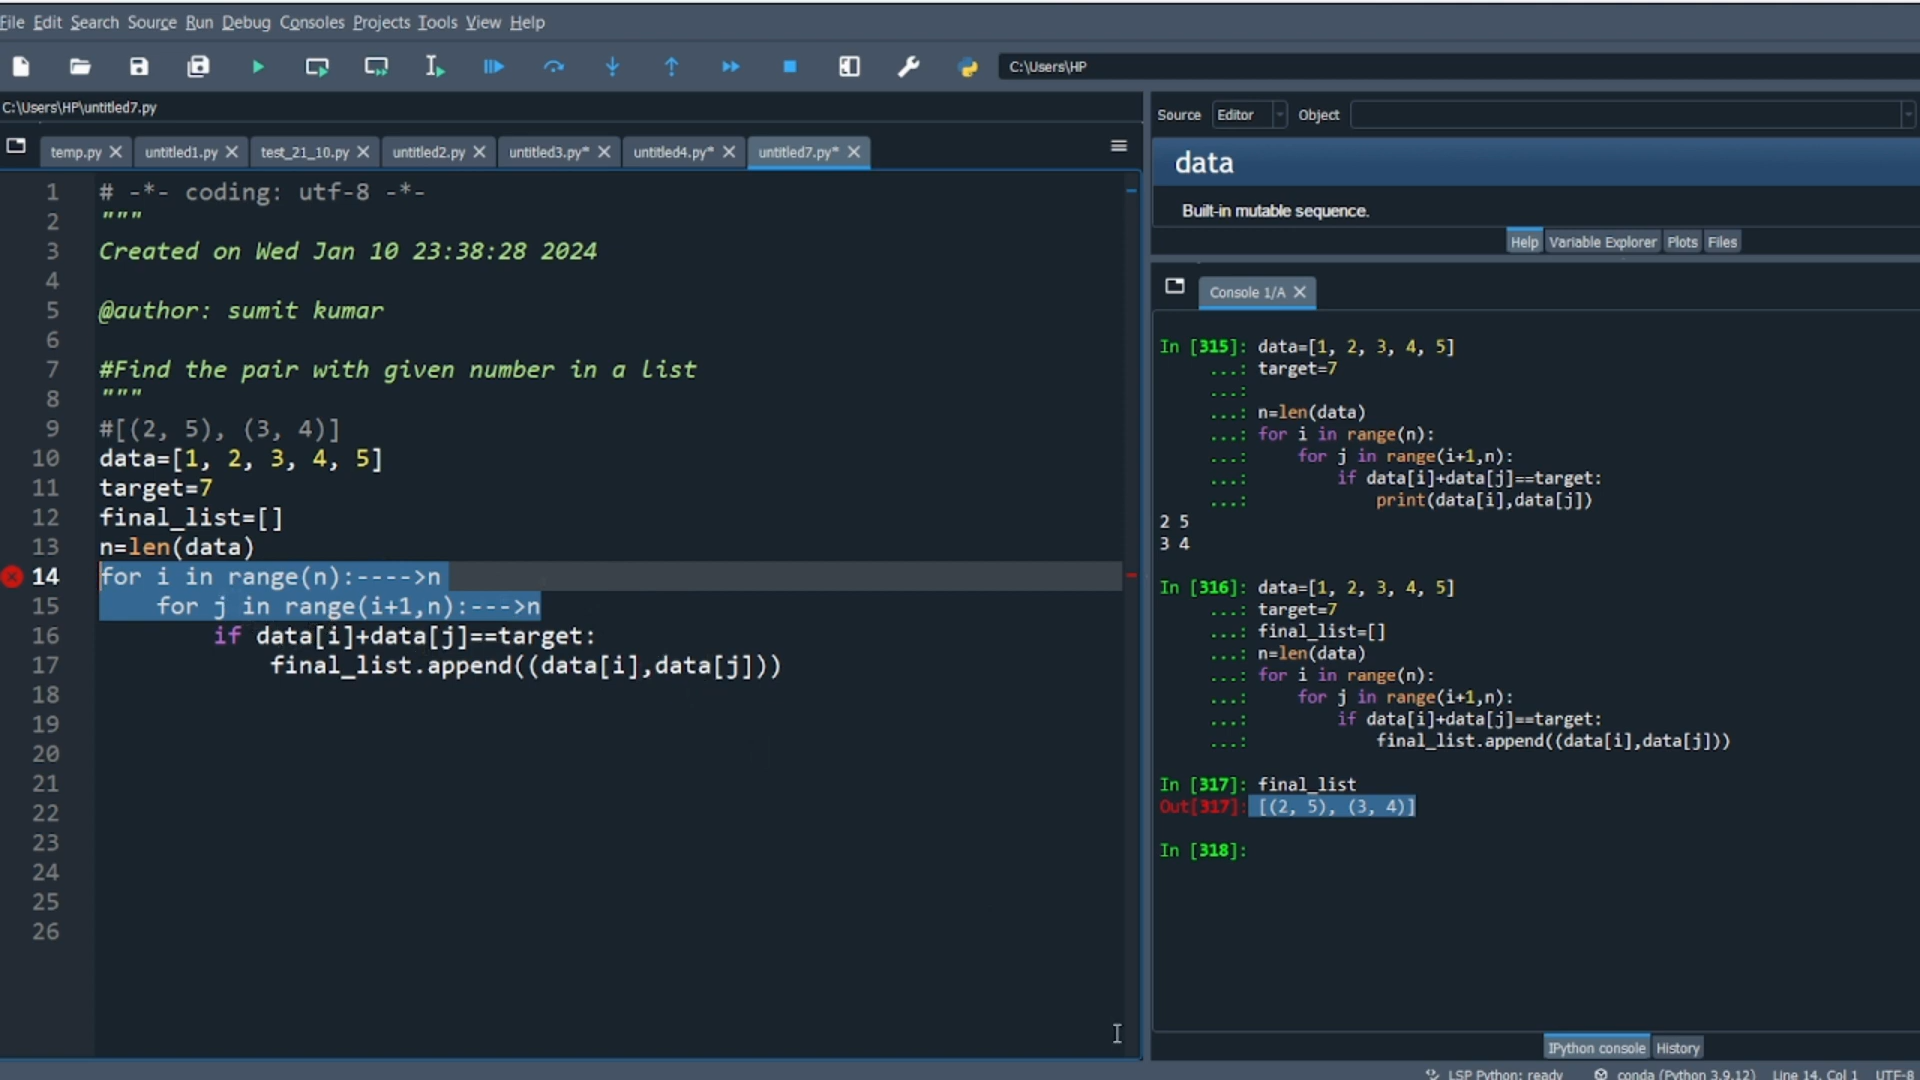 File Edit Search Source Run Debug Consoles Projects Tools View Help
C:\Users\HP
C:\Users\HP\untitled7.py
temp.py untitled1.py test_21_10.py untitled2.py untitled3.py* untitled4.py* untitled7.py*
1 # -*- coding: utf-8 -*-
2 """
3 Created on Wed Jan 10 23:38:28 2024
4
5 @author: sumit kumar
6
7 #Find the pair with given number in a list
8 """
9 #[(2, 5), (3, 4)]
10 data=[1, 2, 3, 4, 5]
11 target=7
12 final_list=[]
13 n=len(data)
14 for i in range(n):---->n
15 for j in range(i+1,n):--->n
16 if data[i]+data[j]==target:
17 final_list.append((data[i],data[j]))
18
19
20
21
22
23
24
25
26
Source Editor Object
data
Built-in mutable sequence.
Help Variable Explorer Plots Files
Console 1/A
In [315]: data=[1, 2, 3, 4, 5]
...: target=7
...:
...: n=len(data)
...: for i in range(n):
...: for j in range(i+1,n):
...: if data[i]+data[j]==target:
...: print(data[i],data[j])
2 5
3 4
In [316]: data=[1, 2, 3, 4, 5]
...: target=7
...: final_list=[]
...: n=len(data)
...: for i in range(n):
...: for j in range(i+1,n):
...: if data[i]+data[j]==target:
...: final_list.append((data[i],data[j]))
In [317]: final_list
Out[317]: [(2, 5), (3, 4)]
In [318]:
IPython console History
LSP Python: ready conda (Python 3.9.12) Line 14, Col 1 UTF-8